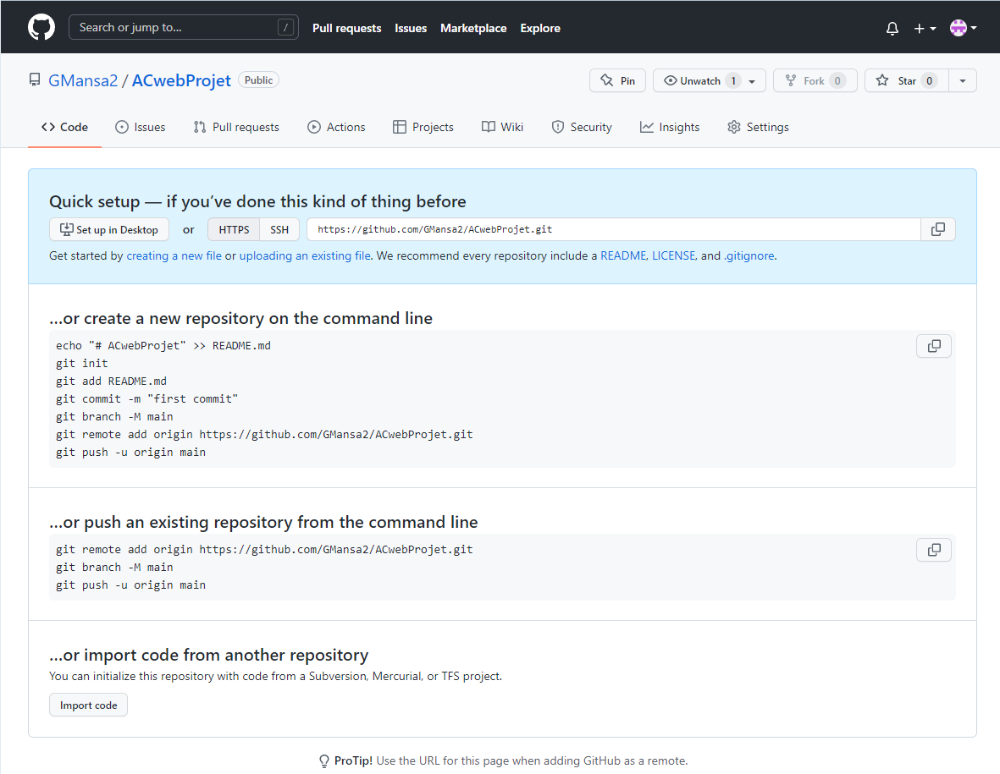 Search or jump to... /
Pull requests Issues Marketplace Explore
GMansa2 / ACwebProjet Public
Pin Unwatch 1 Fork 0 Star 0
Code Issues Pull requests Actions Projects Wiki Security Insights Settings
Quick setup — if you’ve done this kind of thing before
Set up in Desktop or HTTPS SSH https://github.com/GMansa2/ACwebProjet.git
Get started by creating a new file or uploading an existing file. We recommend every repository include a README, LICENSE, and .gitignore.
…or create a new repository on the command line
echo "# ACwebProjet" >> README.md
git init
git add README.md
git commit -m "first commit"
git branch -M main
git remote add origin https://github.com/GMansa2/ACwebProjet.git
git push -u origin main
…or push an existing repository from the command line
git remote add origin https://github.com/GMansa2/ACwebProjet.git
git branch -M main
git push -u origin main
…or import code from another repository
You can initialize this repository with code from a Subversion, Mercurial, or TFS project.
Import code
ProTip! Use the URL for this page when adding GitHub as a remote.